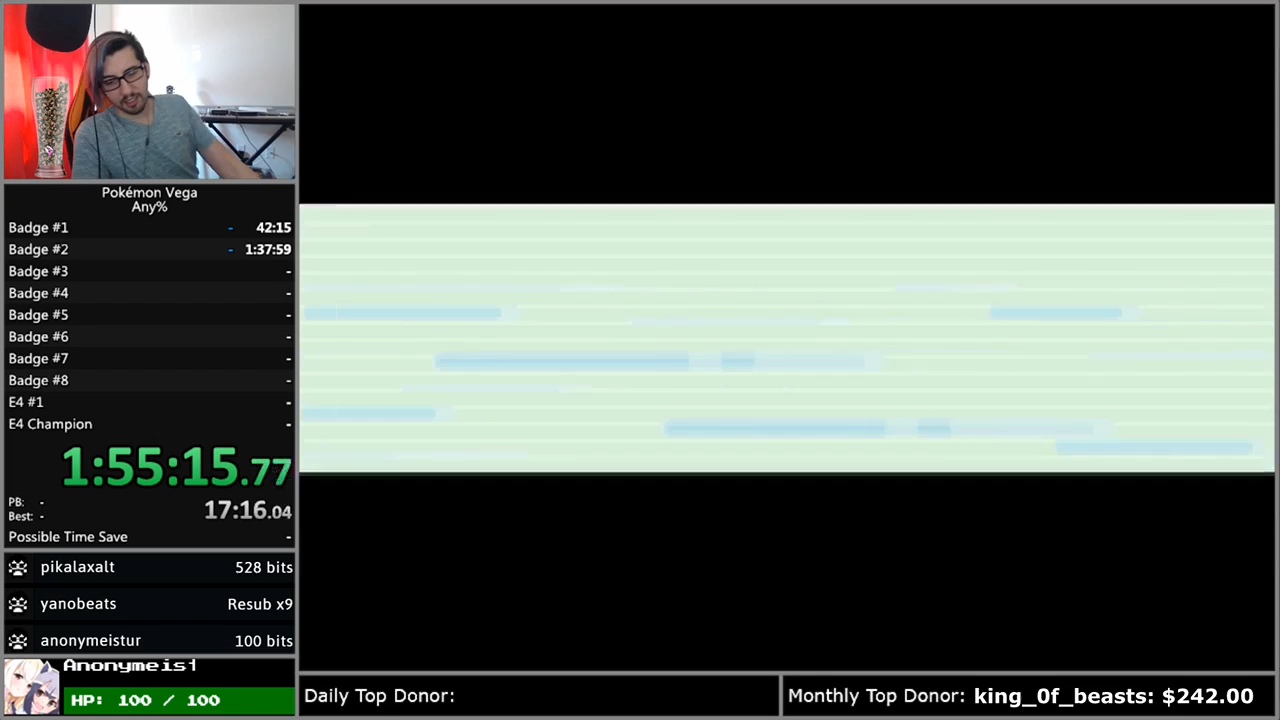 Pokémon Vega
Any%
Badge #1 - 42:15
Badge #2 - 1:37:59
Badge #3 -
Badge #4 -
Badge #5 -
Badge #6 -
Badge #7 -
Badge #8 -
E4 #1 -
E4 Champion -
1:55:15.77
PB: - 17:16.04
Best: -
Possible Time Save -
pikalaxalt 528 bits
yanobeats Resub x9
anonymeistur 100 bits
Anonymeist
HP: 100 / 100
Daily Top Donor:
Monthly Top Donor: king_0f_beasts: $242.00